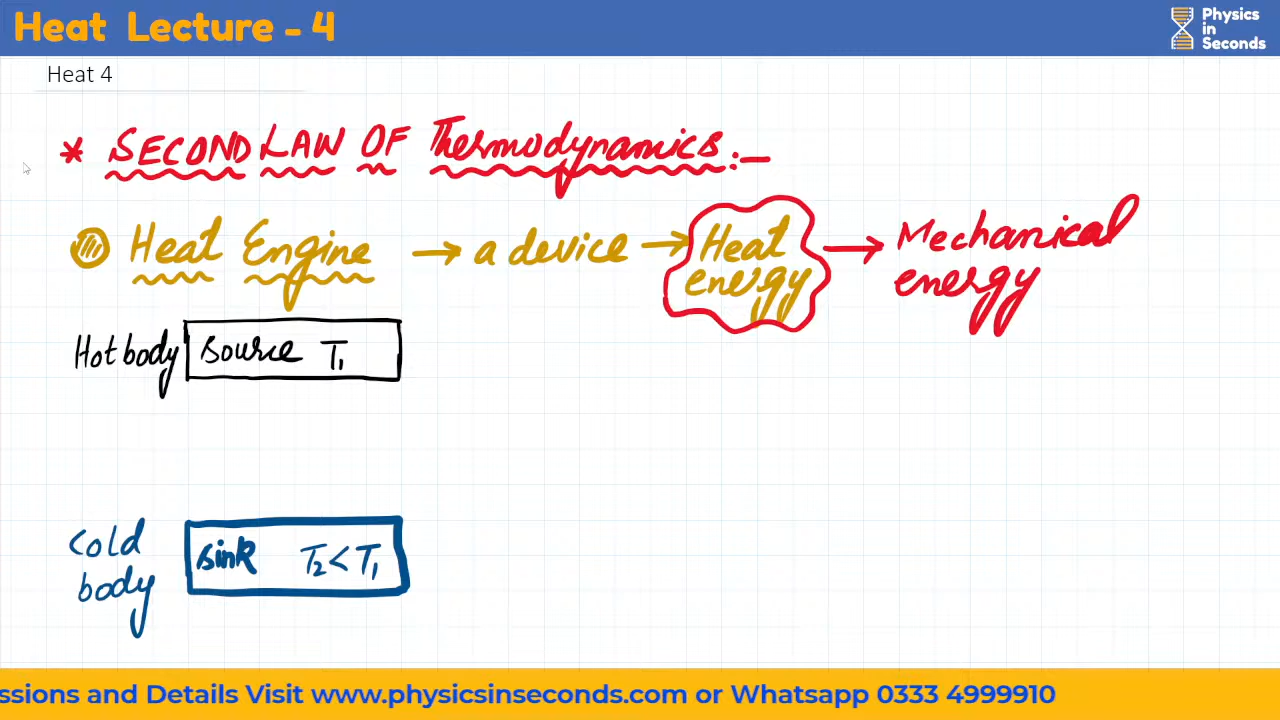 Heat Lecture - 4
Physics
in
Seconds
Heat 4
* SECOND LAW OF Thermodynamics:-
Heat Engine → a device → Heat energy → Mechanical energy
Hot body Source T₁
Cold body Sink T₂ < T₁
ssions and Details Visit www.physicsinseconds.com or Whatsapp 0333 4999910